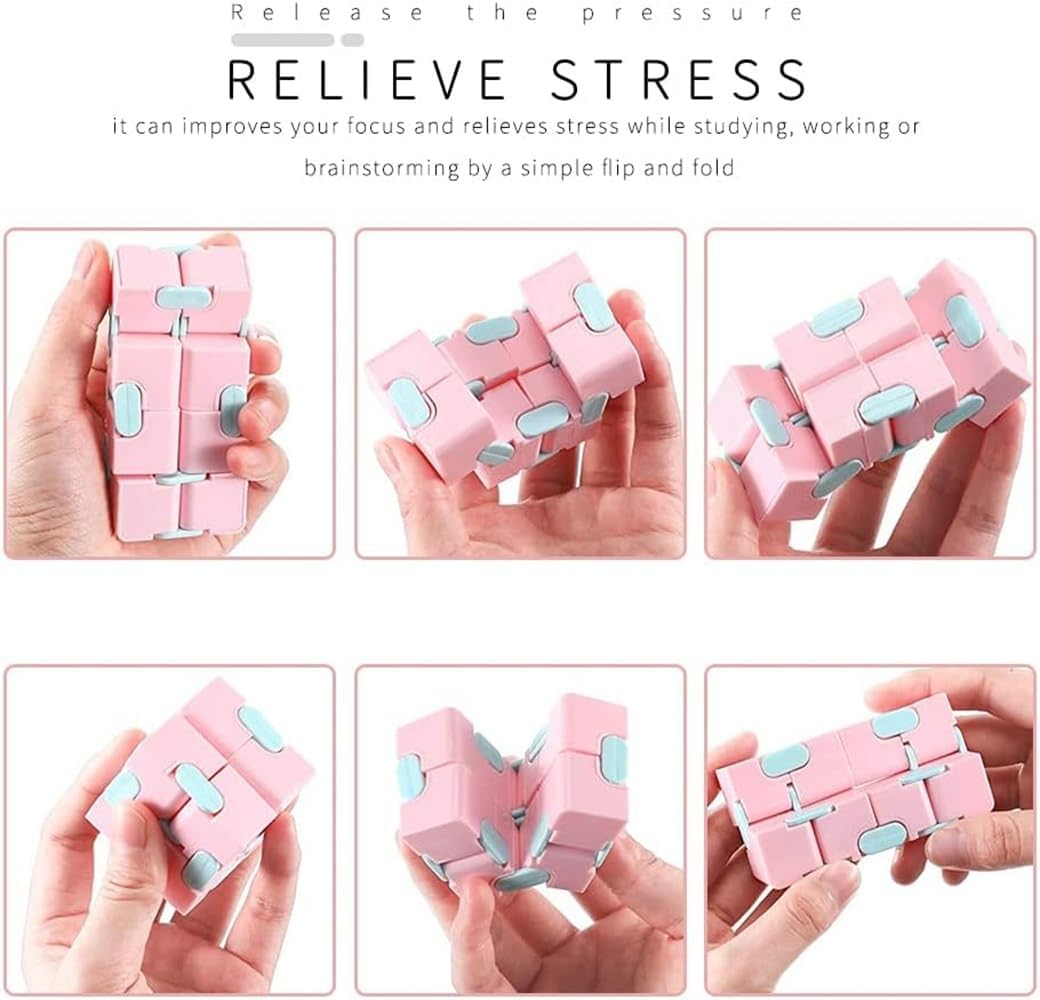 Release the pressure
RELIEVE STRESS
it can improves your focus and relieves stress while studying, working or
brainstorming by a simple flip and fold